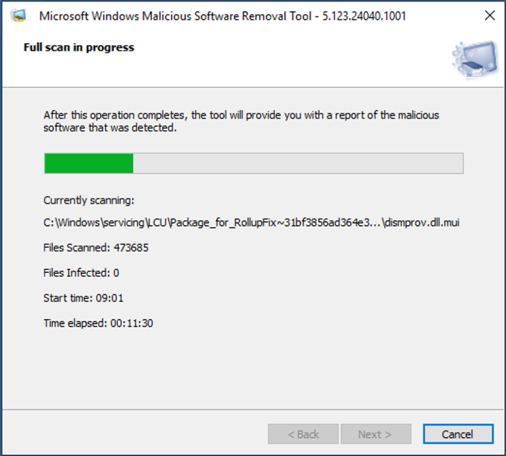 Microsoft Windows Malicious Software Removal Tool - 5.123.24040.1001
Full scan in progress
After this operation completes, the tool will provide you with a report of the malicious
software that was detected.
Currently scanning:
C:\Windows\servicing\LCU\Package_for_RollupFix~31bf3856ad364e3...\dismprov.dll.mui
Files Scanned: 473685
Files Infected: 0
Start time: 09:01
Time elapsed: 00:11:30
< Back Next > Cancel